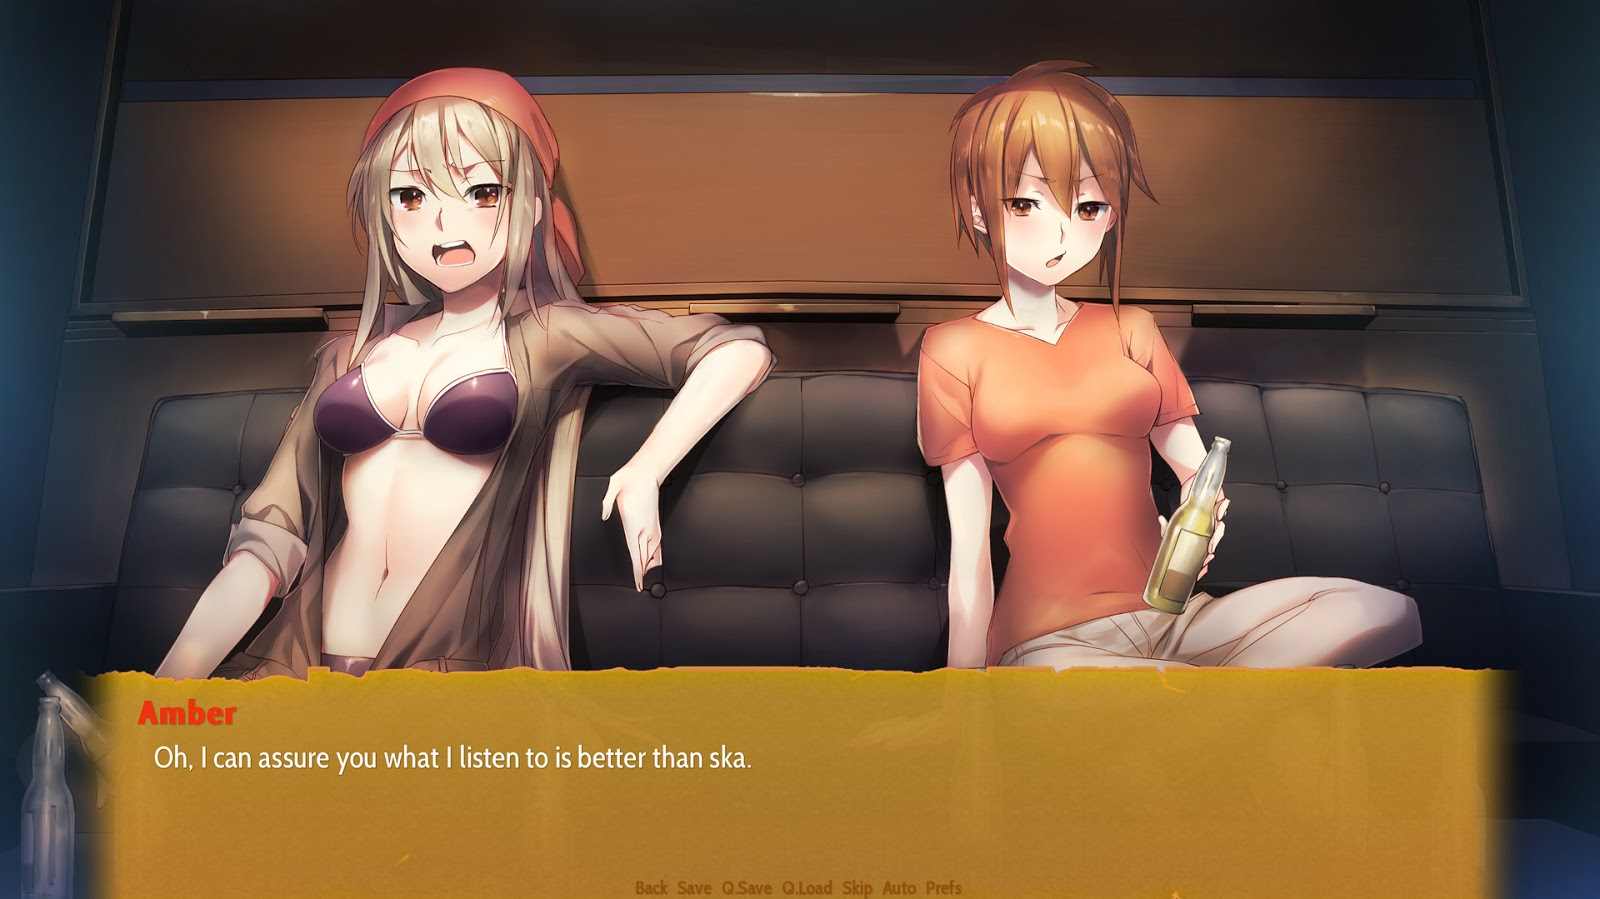 Amber
Oh, I can assure you what I listen to is better than ska.
Back Save Q.Save Q.Load Skip Auto Prefs